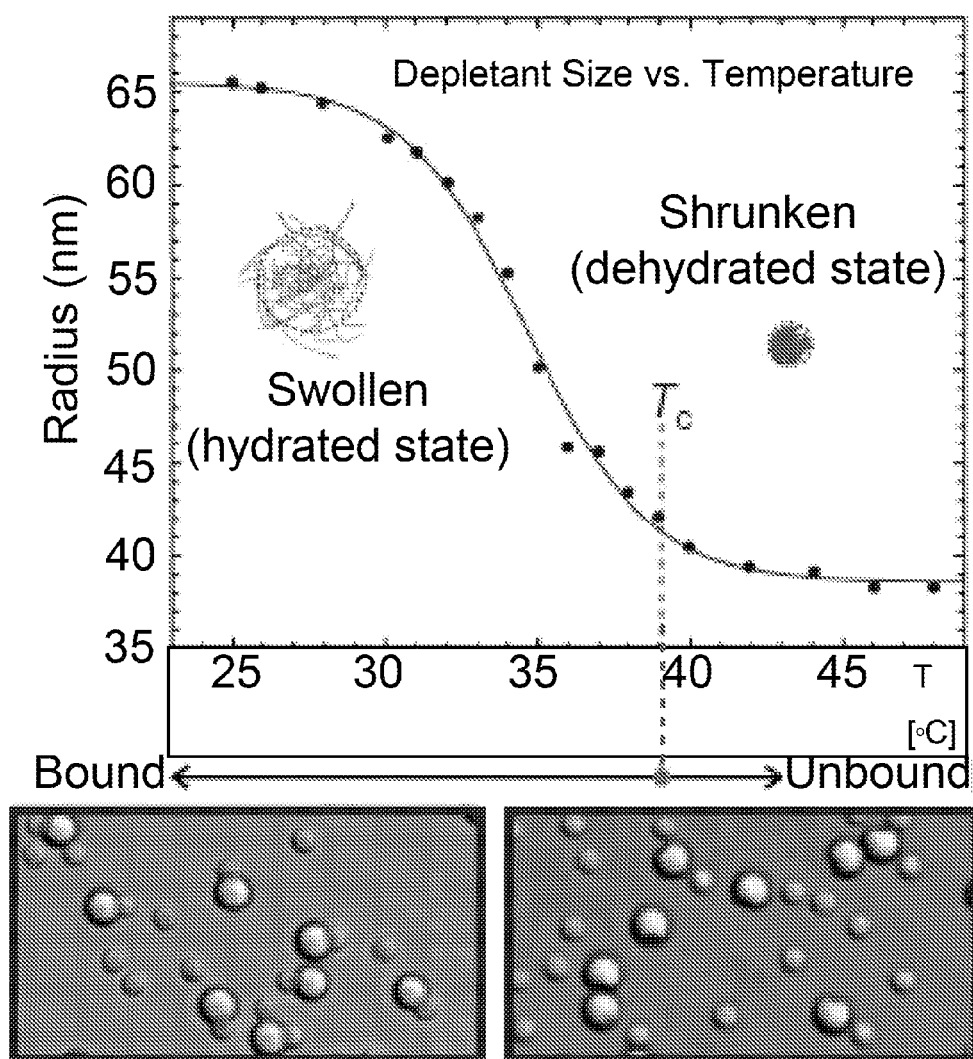 Depletant Size vs. Temperature
65
60
Shrunken
(dehydrated state)
55
Radius (nm)
50
Swollen
(hydrated state)
T0
45
40
35
25 30 35 40 45 T
[°C]
Bound
Unbound